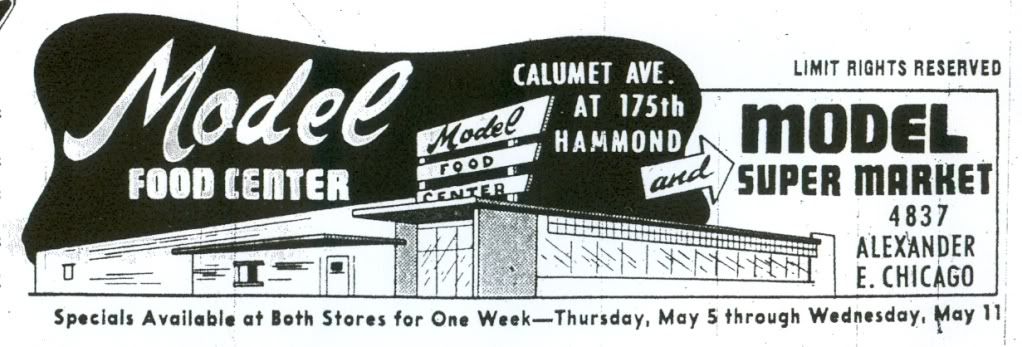 Model
FOOD CENTER
CALUMET AVE.
AT 175th
HAMMOND
Model
FOOD
CENTER
and
LIMIT RIGHTS RESERVED
MODEL
SUPER MARKET
4837
ALEXANDER
E. CHICAGO
Specials Available at Both Stores for One Week—Thursday, May 5 through Wednesday, May 11